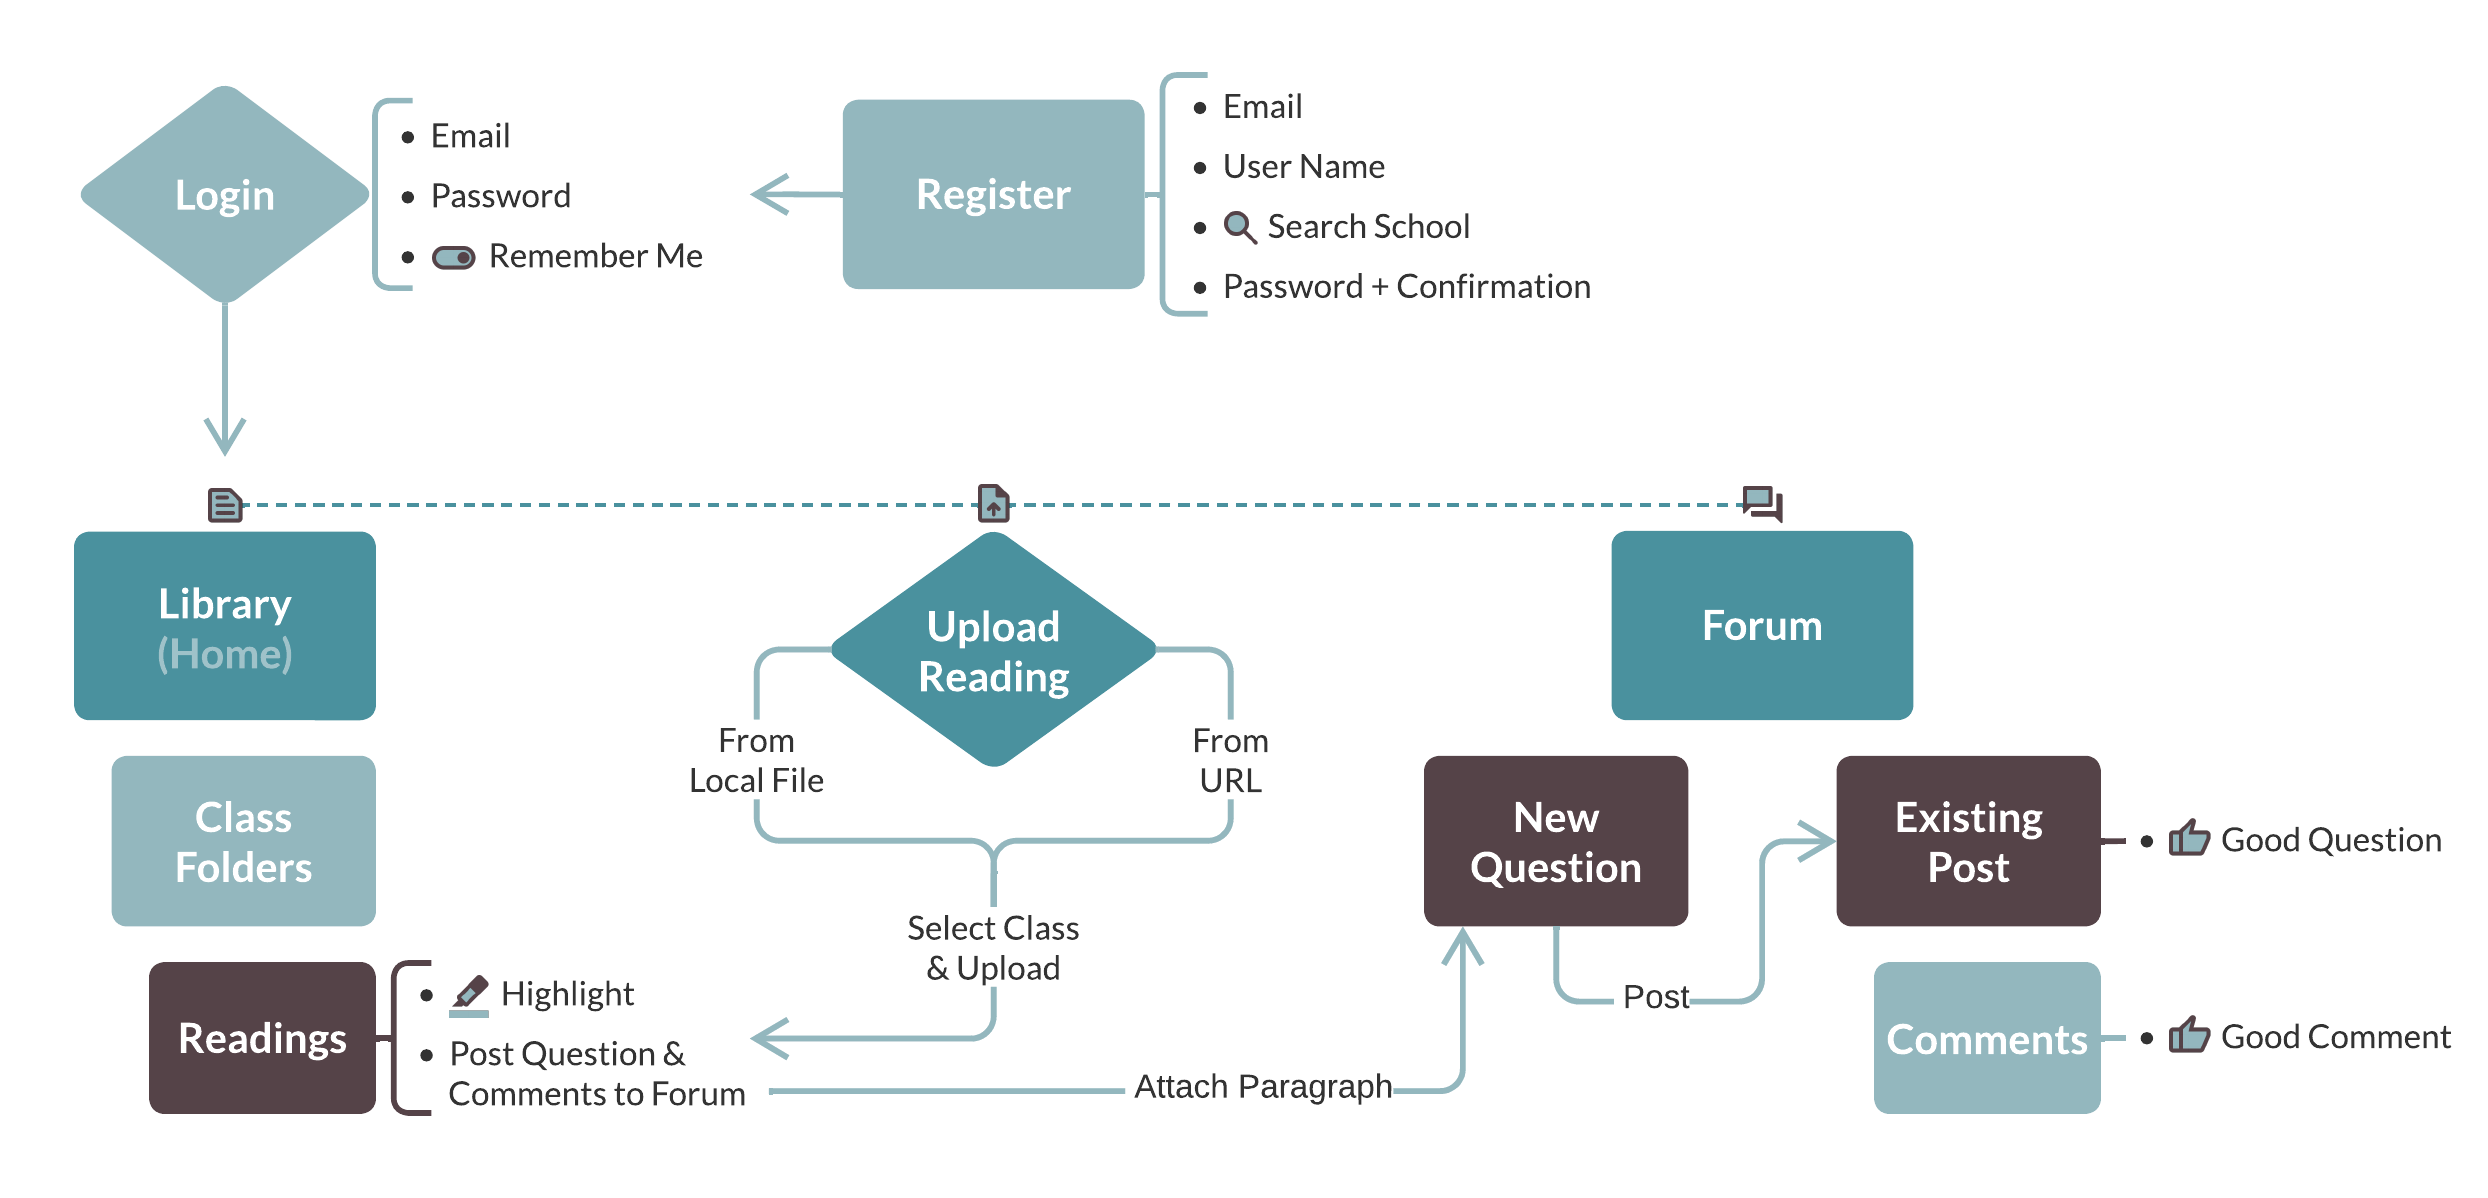 Login
Email
Password
Remember Me
Register
Email
User Name
Search School
Password + Confirmation
Library
(Home)
Upload
Reading
Forum
From
Local File
From
URL
Class
Folders
New
Question
Existing
Post
Good Question
Select Class
& Upload
Post
Readings
Highlight
Post Question &
Comments to Forum
Attach Paragraph
Comments
Good Comment